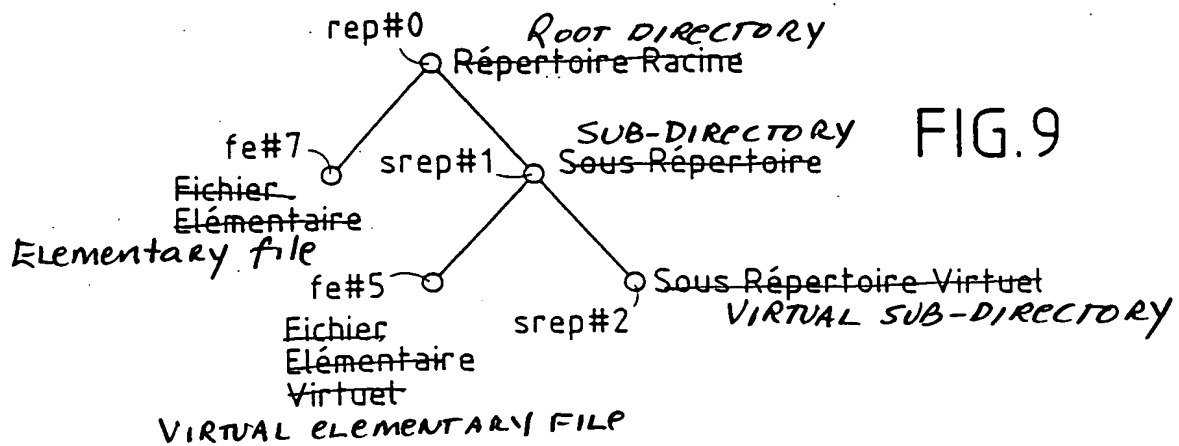 rep#0
ROOT DIRECTORY
Répertoire Racine
FIG.9
SUB-DIRECTORY
fe#7
srep#1
Sous Répertoire
Fichier
Elémentaire
Elementary file
fe#5
Sous Répertoire Virtuel
srep#2
VIRTUAL SUB-DIRECTORY
Fichier
Elémentaire
Virtuel
VIRTUAL ELEMENTARY FILE